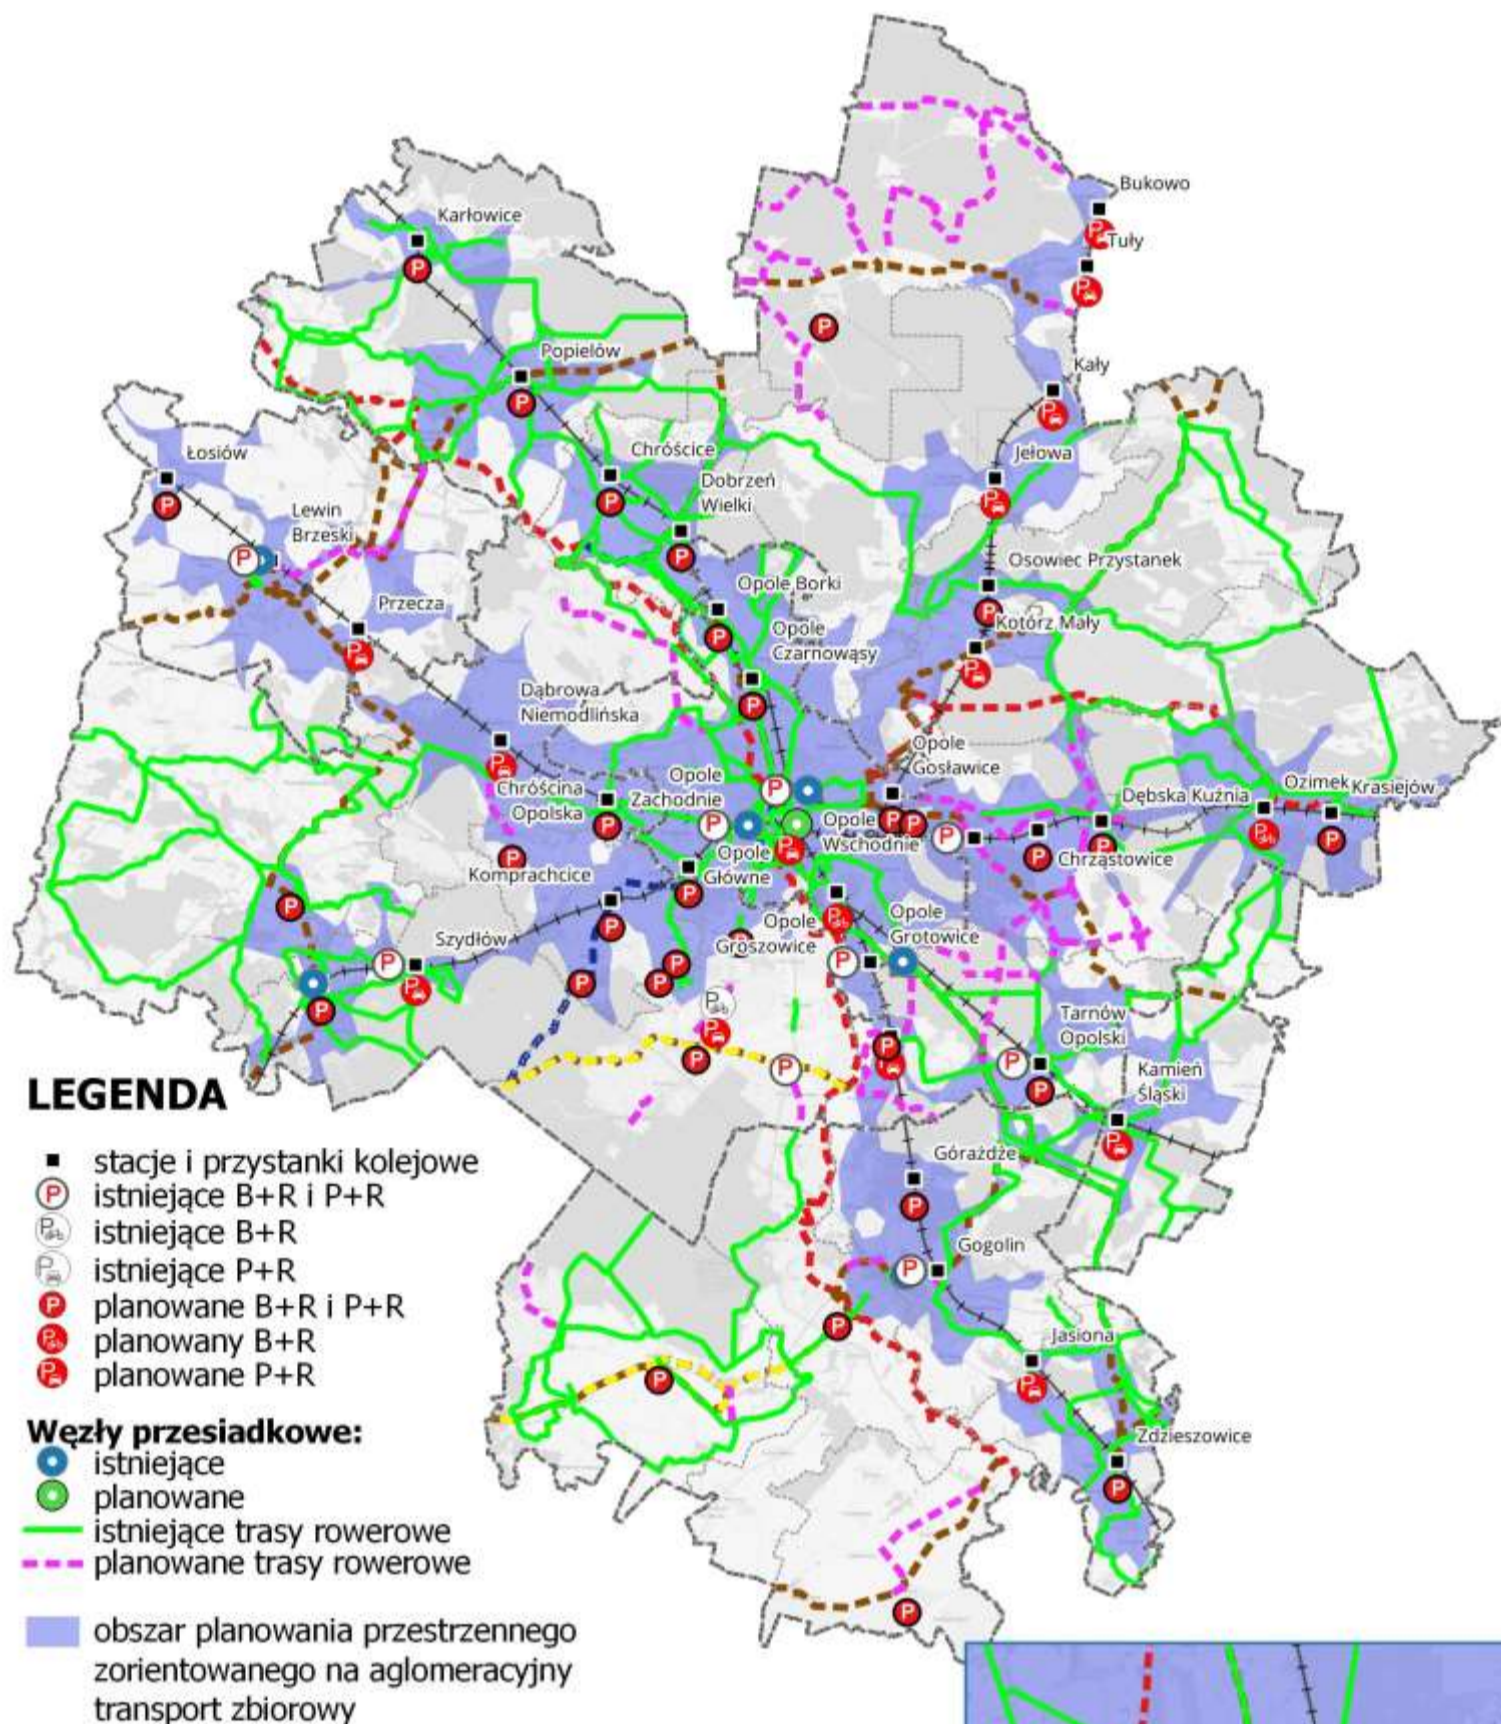 Bukowo
Karłowice
Tuły
Popielów
Kały
Łosiów
Chróścice
Jełowa
Dobrzeń
Wielki
Lewin
Brzeski
Osowiec Przystanek
Opole Borki
Przecza
Kotórz Mały
Opole
Czarnowąsy
Dąbrowa
Niemodlińska
Opole
Gosławice
Opole
Zachodnie
Chróścina
Opolska
Dębska Kuźnia
Ozimek
Krasiejów
Opole
Wschodnie
Opole
Główne
Chrząstowice
Komprachcice
Szydłów
Opole
Groszowice
Opole
Grotowice
Tarnów
Opolski
Kamień
Śląski
Górażdże
Gogolin
Jasiona
Zdzieszowice
LEGENDA
stacje i przystanki kolejowe
P istniejące B+R i P+R
P istniejące B+R
P istniejące P+R
P planowane B+R i P+R
P planowany B+R
P planowane P+R
Węzły przesiadkowe:
istniejące
planowane
istniejące trasy rowerowe
planowane trasy rowerowe
obszar planowania przestrzennego
zorientowanego na aglomeracyjny
transport zbiorowy